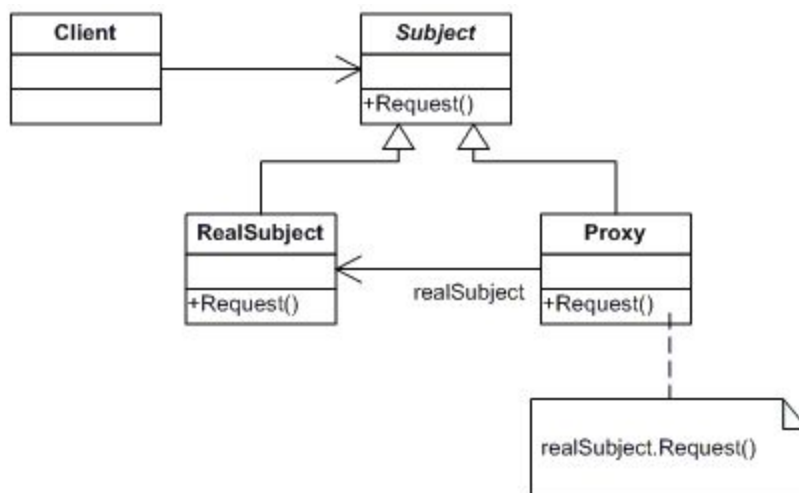 Client
Subject
+Request()
RealSubject
+Request()
realSubject
Proxy
+Request()
realSubject.Request()